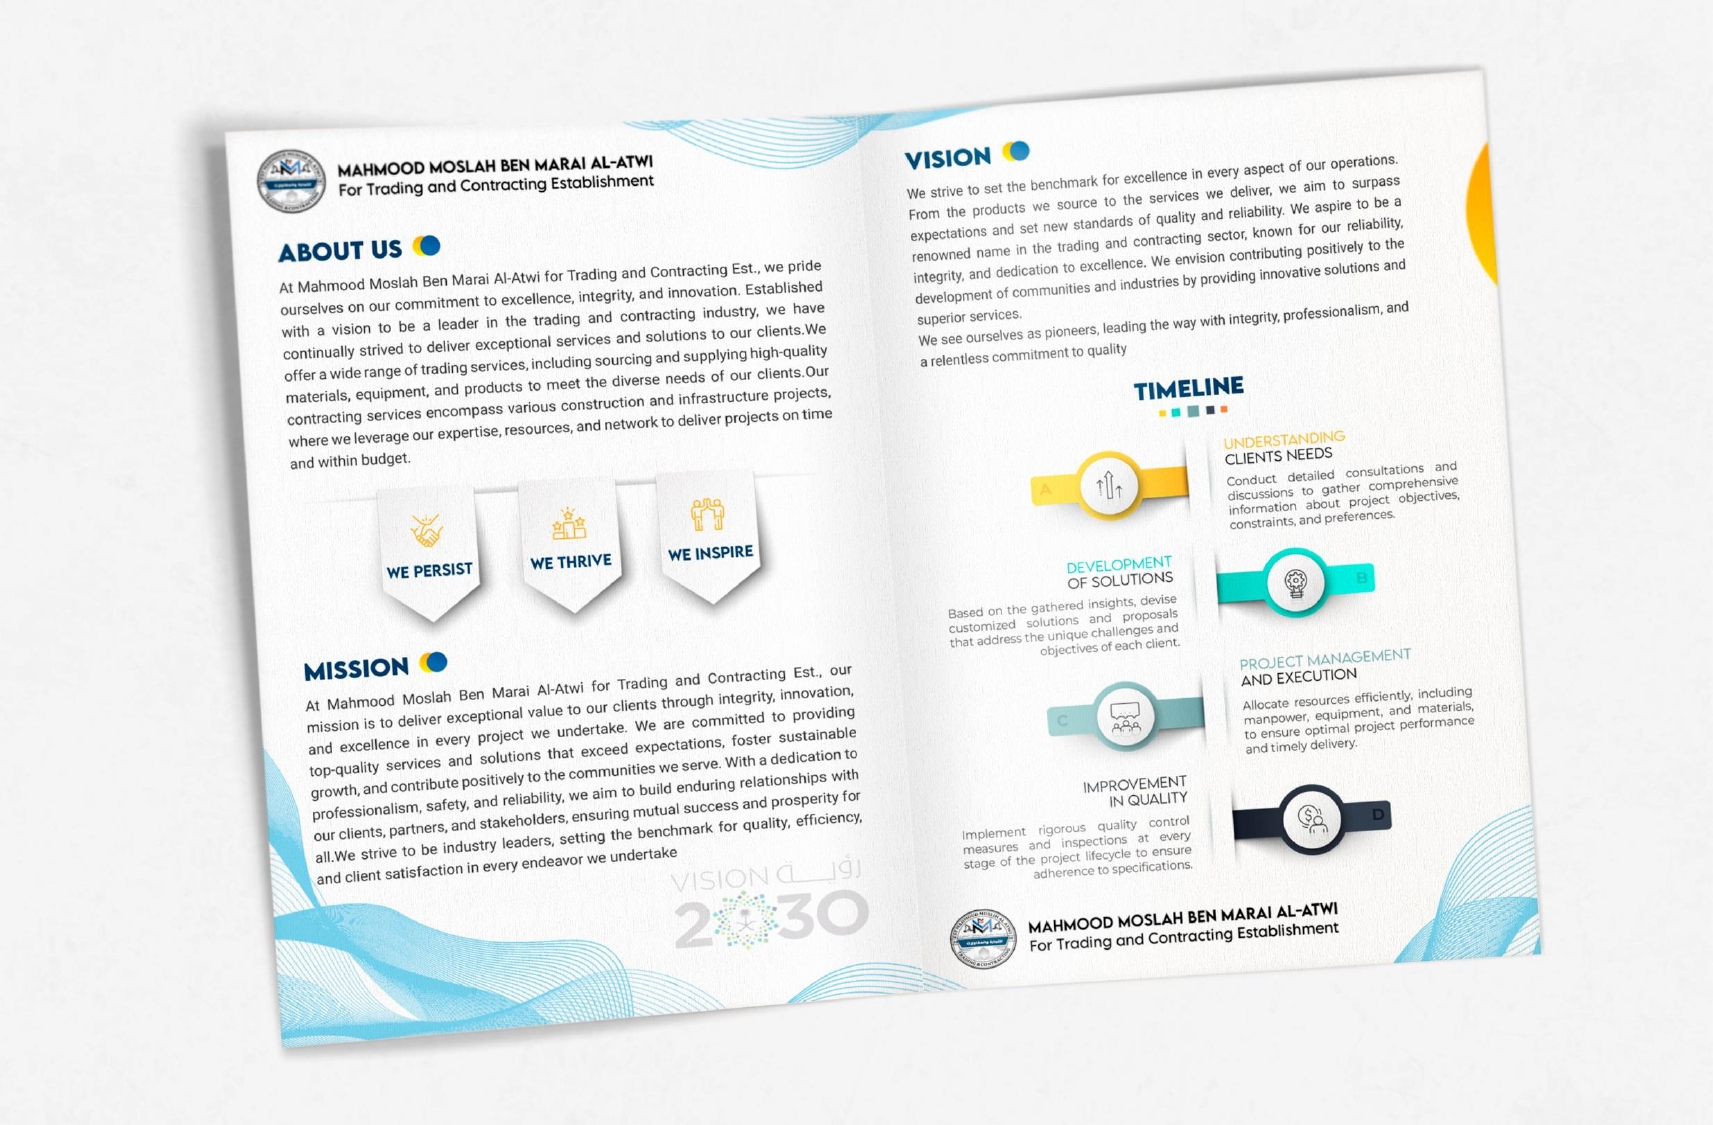 MAHMOOD MOSLAH BEN MARAI AL-ATWI
For Trading and Contracting Establishment
ABOUT US
At Mahmood Moslah Ben Marai Al-Atwi for Trading and Contracting Est., we pride
ourselves on our commitment to excellence, integrity, and innovation. Established
with a vision to be a leader in the trading and contracting industry, we have
continually strived to deliver exceptional services and solutions to our clients.We
offer a wide range of trading services, including sourcing and supplying high-quality
materials, equipment, and products to meet the diverse needs of our clients.Our
contracting services encompass various construction and infrastructure projects,
where we leverage our expertise, resources, and network to deliver projects on time
and within budget.
WE PERSIST
WE THRIVE
WE INSPIRE
MISSION
At Mahmood Moslah Ben Marai Al-Atwi for Trading and Contracting Est., our
mission is to deliver exceptional value to our clients through integrity, innovation,
and excellence in every project we undertake. We are committed to providing
top-quality services and solutions that exceed expectations, foster sustainable
growth, and contribute positively to the communities we serve. With a dedication to
professionalism, safety, and reliability, we aim to build enduring relationships with
our clients, partners, and stakeholders, ensuring mutual success and prosperity for
all.We strive to be industry leaders, setting the benchmark for quality, efficiency,
and client satisfaction in every endeavor we undertake
VISION رؤيــة
2030
VISION
We strive to set the benchmark for excellence in every aspect of our operations.
From the products we source to the services we deliver, we aim to surpass
expectations and set new standards of quality and reliability. We aspire to be a
renowned name in the trading and contracting sector, known for our reliability,
integrity, and dedication to excellence. We envision contributing positively to the
development of communities and industries by providing innovative solutions and
superior services.
We see ourselves as pioneers, leading the way with integrity, professionalism, and
a relentless commitment to quality
TIMELINE
A
UNDERSTANDING
CLIENTS NEEDS
Conduct detailed consultations and
discussions to gather comprehensive
information about project objectives,
constraints, and preferences.
DEVELOPMENT
OF SOLUTIONS
Based on the gathered insights, devise
customized solutions and proposals
that address the unique challenges and
objectives of each client.
B
C
PROJECT MANAGEMENT
AND EXECUTION
Allocate resources efficiently, including
manpower, equipment, and materials,
to ensure optimal project performance
and timely delivery.
IMPROVEMENT
IN QUALITY
Implement rigorous quality control
measures and inspections at every
stage of the project lifecycle to ensure
adherence to specifications.
D
MAHMOOD MOSLAH BEN MARAI AL-ATWI
For Trading and Contracting Establishment